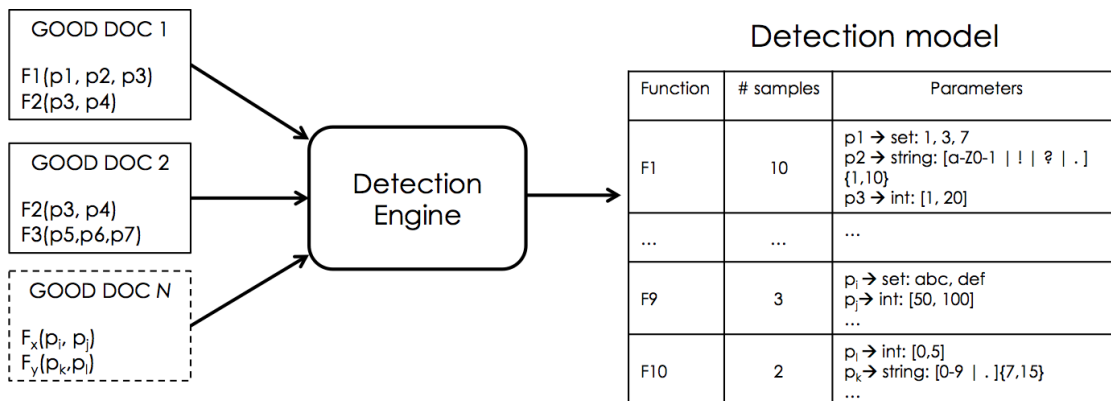 GOOD DOC 1
F1(p1, p2, p3)
F2(p3, p4)
GOOD DOC 2
F2(p3, p4)
F3(p5,p6,p7)
GOOD DOC N
Fx(pi, pj)
Fy(pk,pl)
Detection
Engine
Detection model
Function # samples Parameters
F1 10 p1 → set: 1, 3, 7
p2 → string: [a-Z0-1 | ! | ? | . ]
{1,10}
p3 → int: [1, 20]
... ... ...
F9 3 pi → set: abc, def
pj → int: [50, 100]
...
F10 2 pl → int: [0,5]
pk → string: [0-9 | . ]{7,15}
...